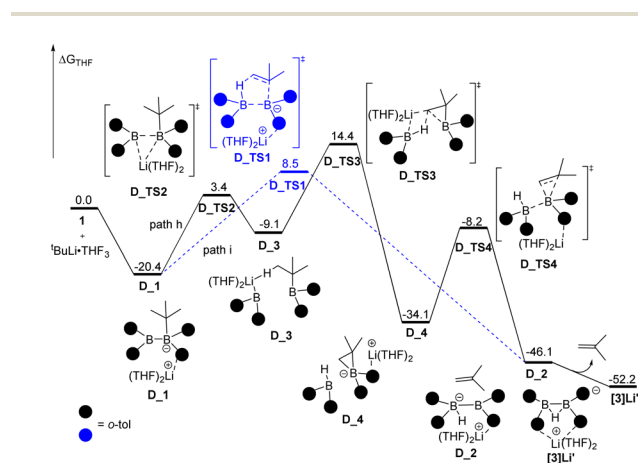 ΔG_THF
D_TS2
D_TS1
D_TS3
D_TS4
0.0
1
+
tBuLi•THF3
-20.4
D_1
path h
3.4
D_TS2
path i
-9.1
D_3
8.5
D_TS1
14.4
D_TS3
-34.1
D_4
-8.2
D_TS4
-46.1
D_2
-52.2
[3]Li'
H
B B
⊖
(THF)2Li
⊕
‡
B B
Li(THF)2
‡
(THF)2Li
B H
B
‡
H
B B
(THF)2Li
‡
B B
⊖
(THF)2Li
⊕
D_1
(THF)2Li H
B B
D_3
H
B
⊖ B
⊕
Li(THF)2
D_4
⊖
B B
H
(THF)2Li ⊕
D_2
⊖
B B
H
⊕ Li(THF)2
[3]Li'
= o-tol